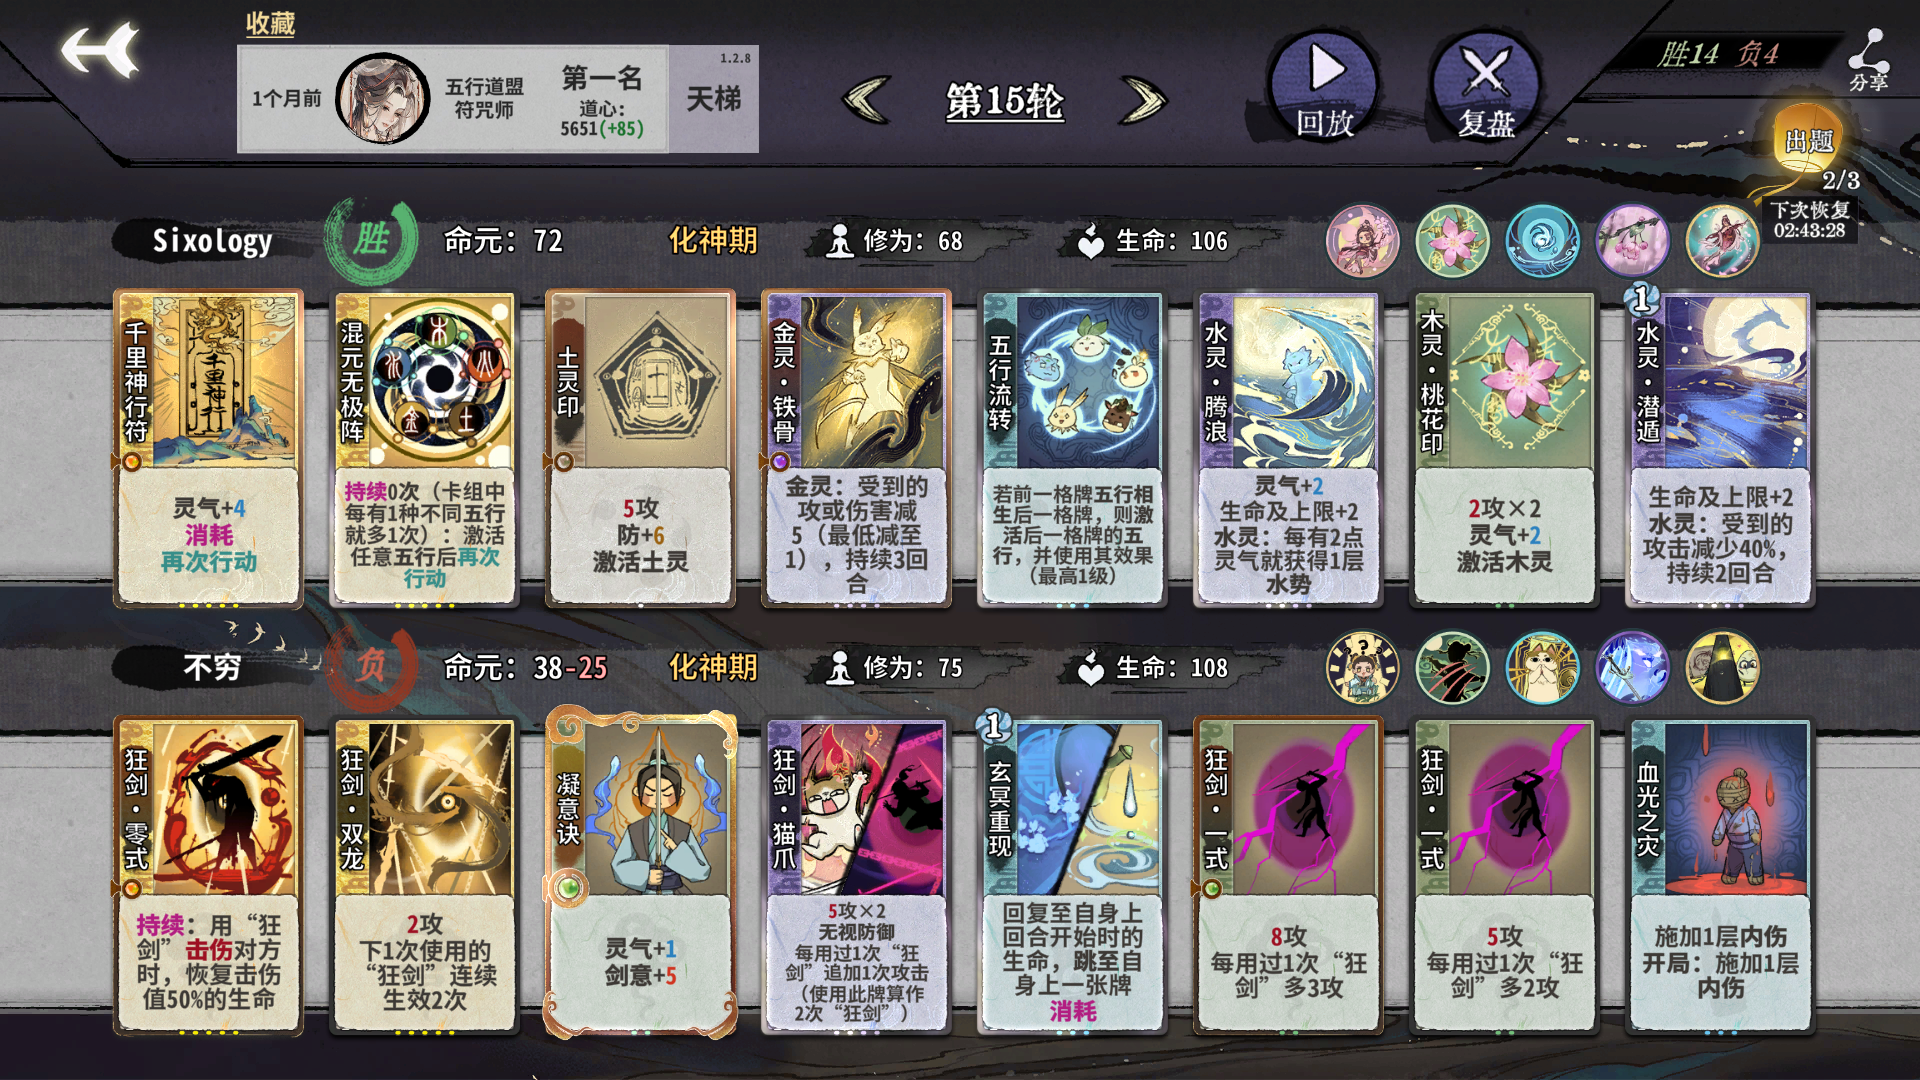 收藏
1个月前
五行道盟
符咒师
第一名
道心：
5651(+85)
1.2.8
天梯
第15轮
回放
复盘
胜14 负4
分享
出题
2/3
下次恢复
02:43:28
Sixology
胜
命元：72
化神期
修为：68
生命：106
千里神行符
千里神行
灵气+4
消耗
再次行动
混元无极阵
木
火
土
金
水
持续0次（卡组中
每有1种不同五行
就多1次）：激活
任意五行后再次
行动
土灵印
土
5攻
防+6
激活土灵
金灵·铁骨
金灵：受到的
攻或伤害减
5（最低减至
1），持续3回
合
五行流转
若前一格牌五行相
生后一格牌，则激
活后一格牌的五
行，并使用其效果
（最高1级）
水灵·腾浪
灵气+2
生命及上限+2
水灵：每有2点
灵气就获得1层
水势
木灵·桃花印
2攻×2
灵气+2
激活木灵
1
水灵·潜遁
生命及上限+2
水灵：受到的
攻击减少40%，
持续2回合
不穷
负
命元：38-25
化神期
修为：75
生命：108
?
狂剑·零式
持续：用“狂
剑”击伤对方
时，恢复击伤
值50%的生命
狂剑·双龙
2攻
下1次使用的
“狂剑”连续
生效2次
凝意诀
灵气+1
剑意+5
狂剑·猫爪
5攻×2
无视防御
每用过1次“狂
剑”追加1次攻击
（使用此牌算作
2次“狂剑”）
1
玄冥重现
回复至自身上
回合开始时的
生命，跳至自
身上一张牌
消耗
狂剑·一式
8攻
每用过1次“狂
剑”多3攻
狂剑·一式
5攻
每用过1次“狂
剑”多2攻
血光之灾
施加1层内伤
开局：施加1层
内伤